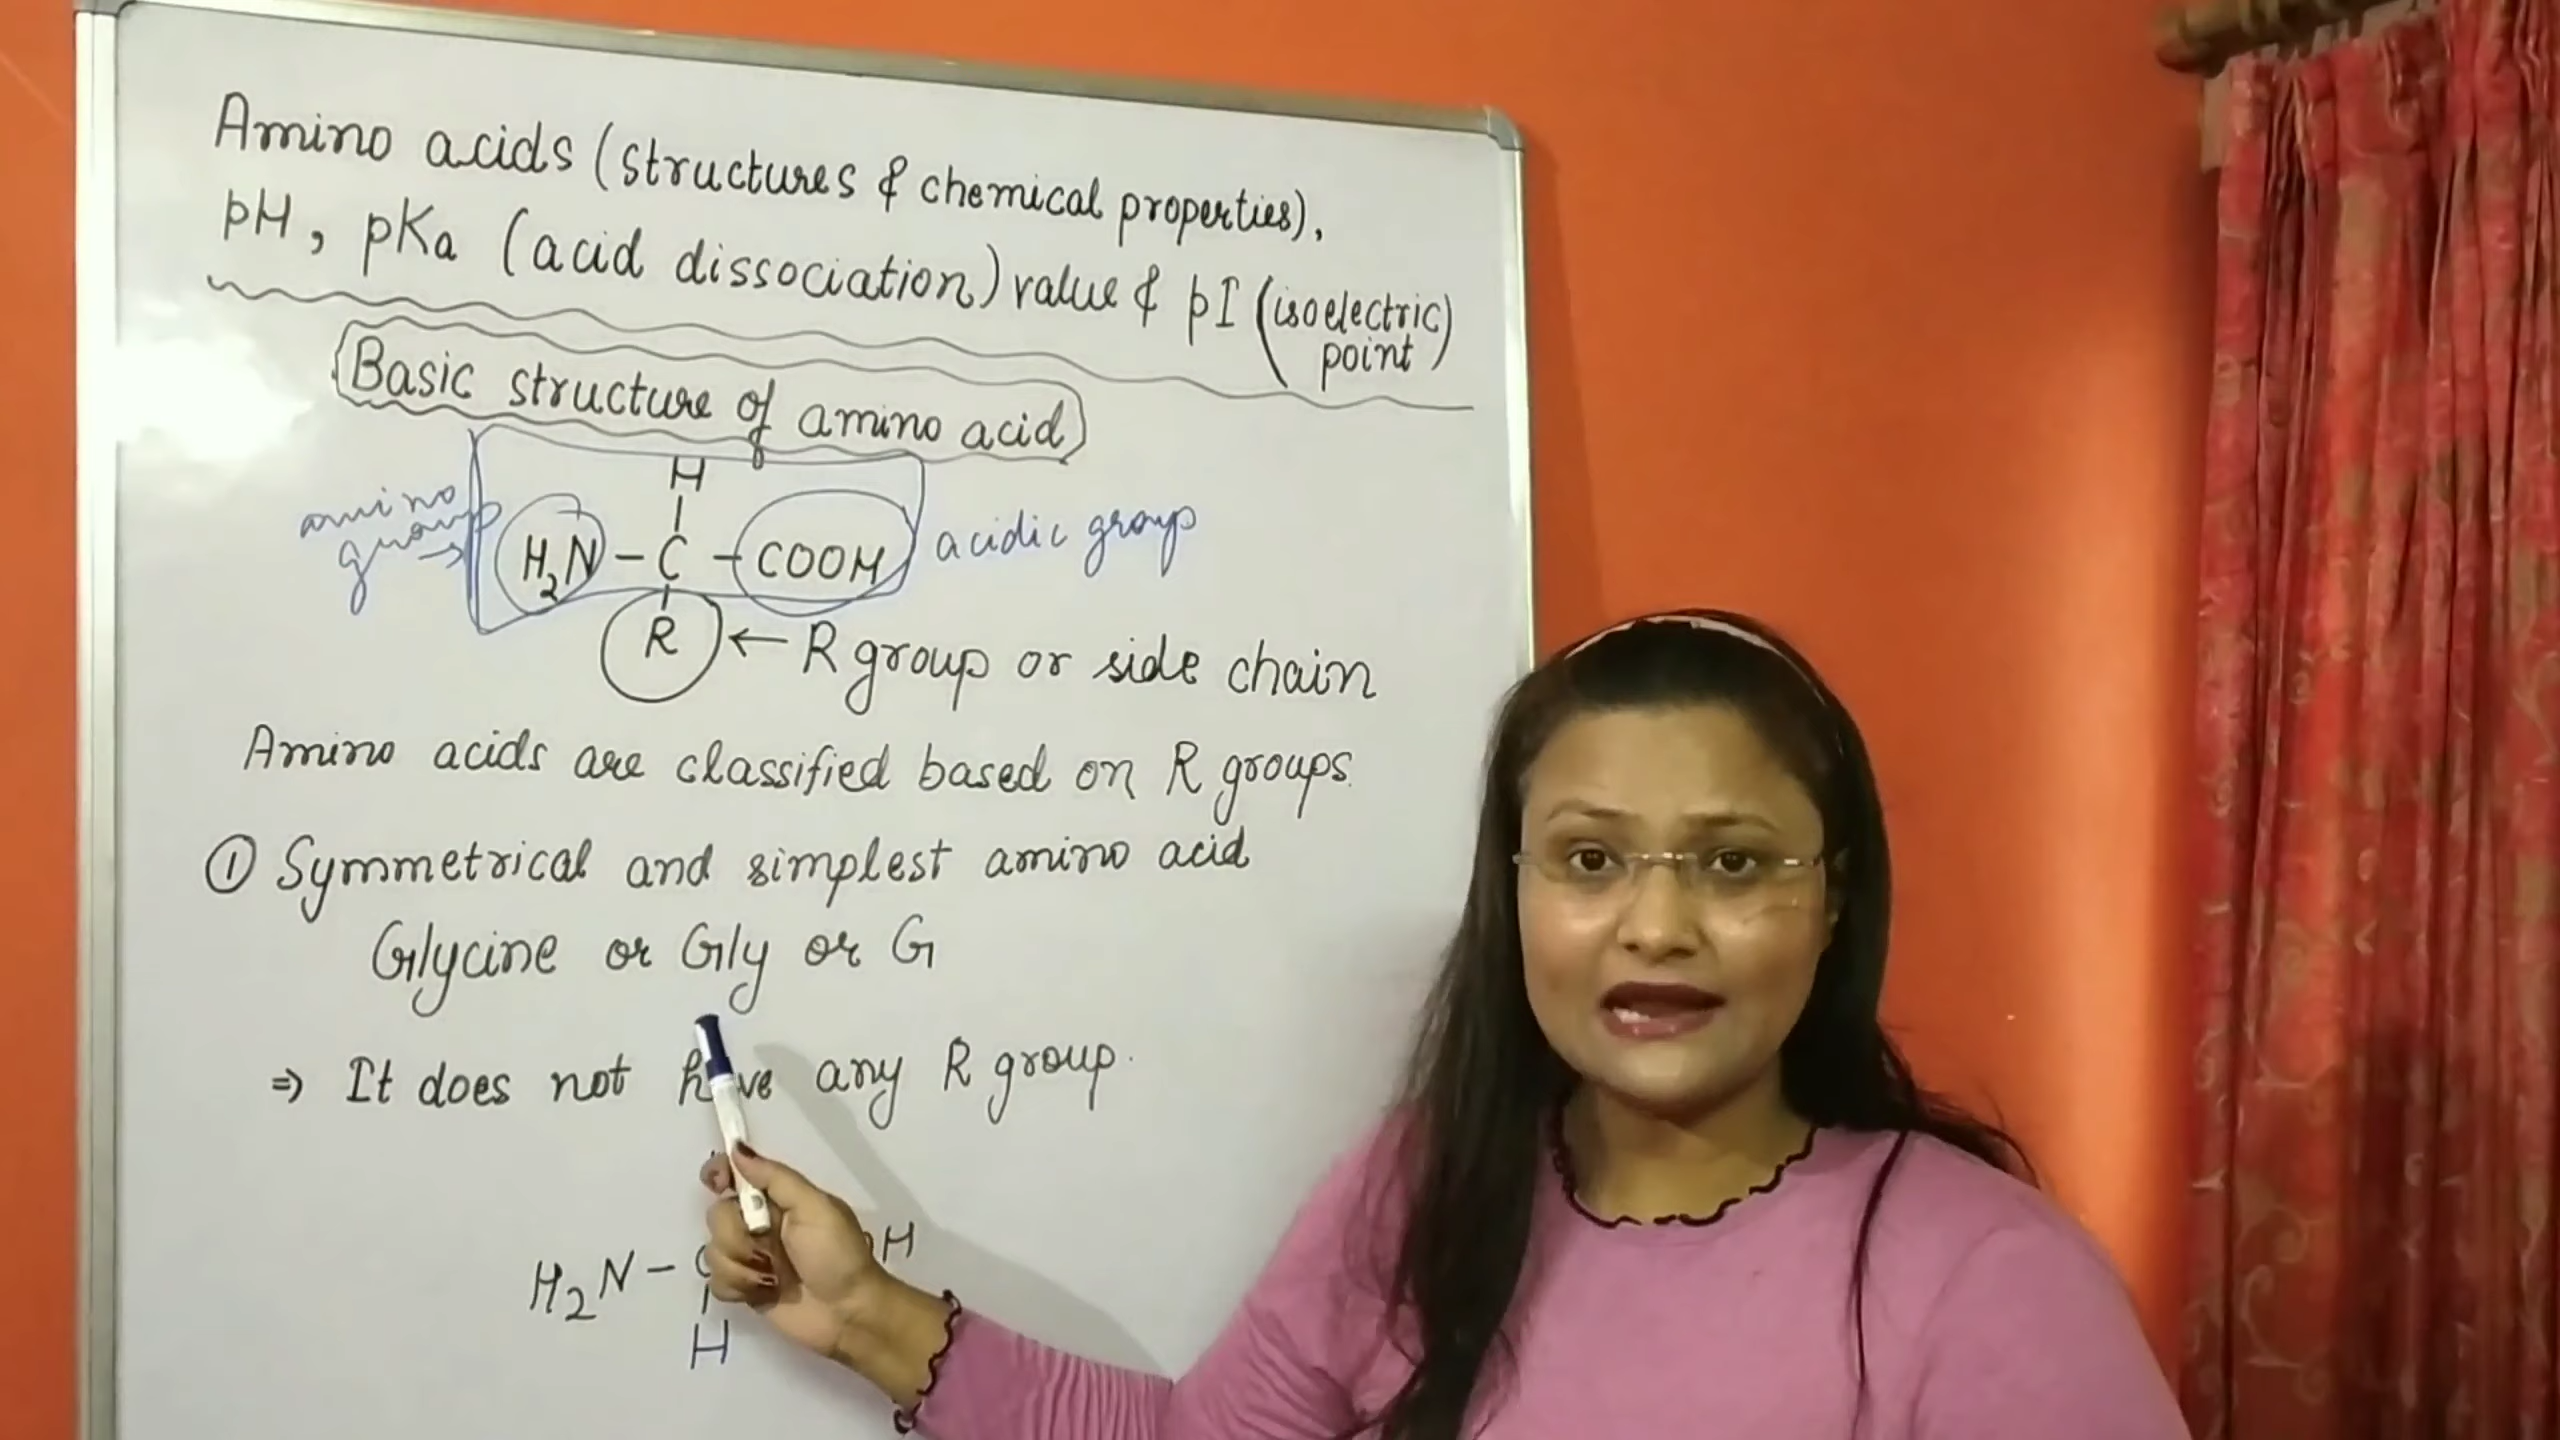 Amino acids (structures & chemical properties),
pH, pKa (acid dissociation) value & pI (isoelectric point)
Basic structure of amino acid
H
amino group → H₂N – C – COOH acidic group
R ← R group or side chain
Amino acids are classified based on R groups.
① Symmetrical and simplest amino acid
Glycine or Gly or G
⇒ It does not have any R group.
H₂N – C H
H